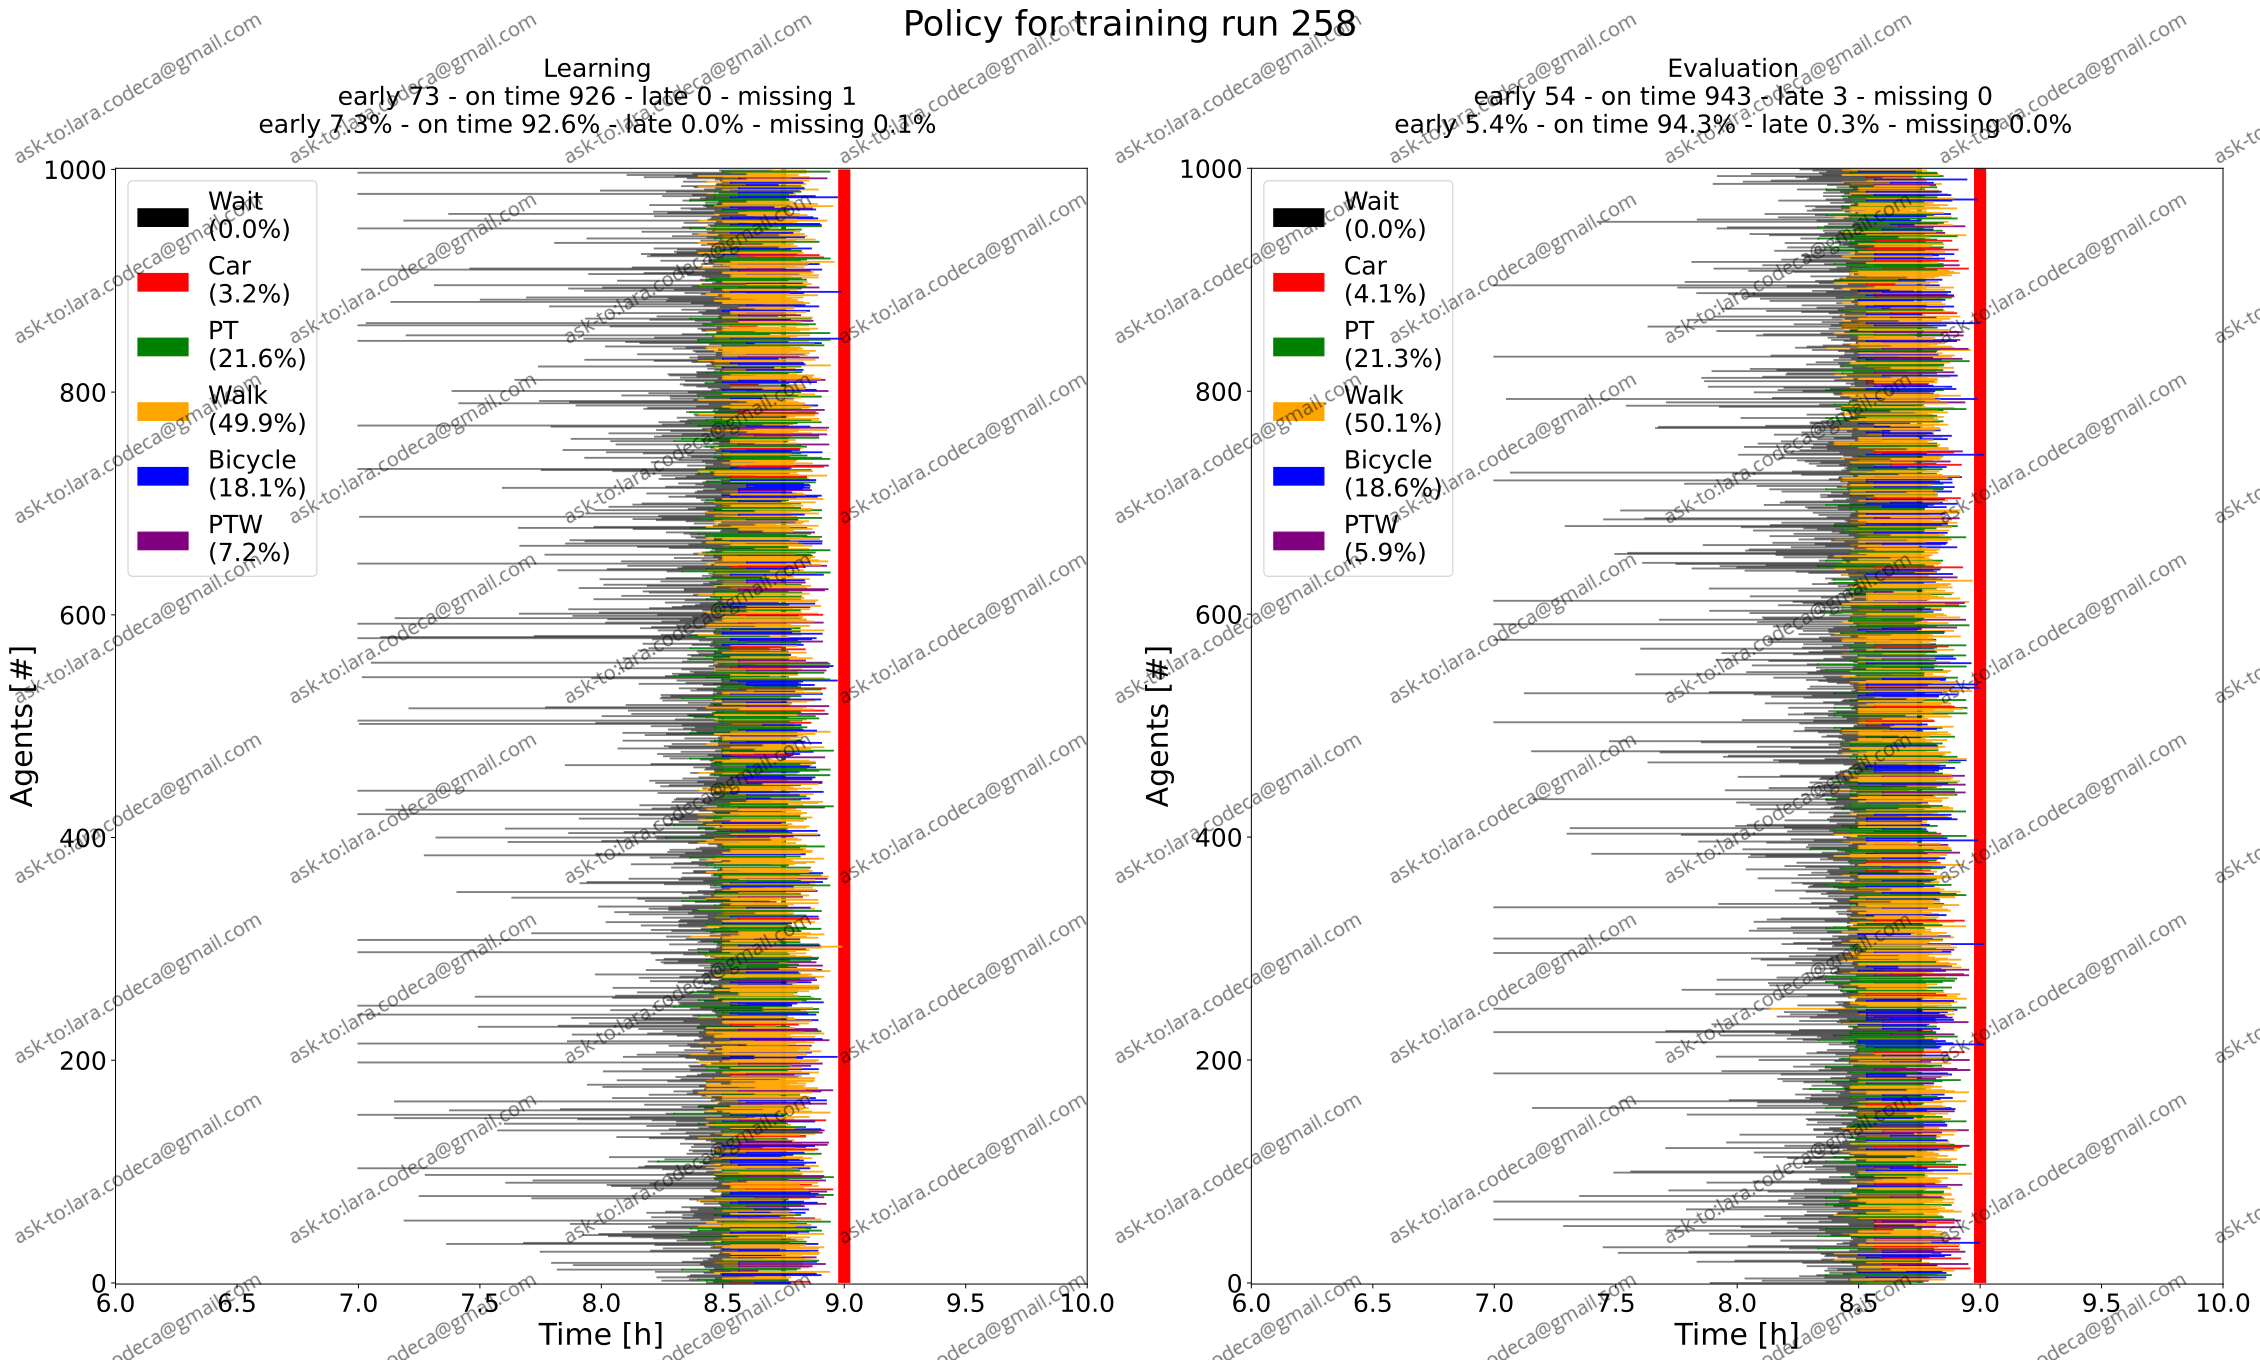 Policy for training run 258
Learning
early 73 - on time 926 - late 0 - missing 1
early 7.3% - on time 92.6% - late 0.0% - missing 0.1%
Evaluation
early 54 - on time 943 - late 3 - missing 0
early 5.4% - on time 94.3% - late 0.3% - missing 0.0%
Wait
(0.0%)
Car
(3.2%)
PT
(21.6%)
Walk
(49.9%)
Bicycle
(18.1%)
PTW
(7.2%)
Agents [#]
1000
800
600
400
200
0
6.0 6.5 7.0 7.5 8.0 8.5 9.0 9.5 10.0
Time [h]
Wait
(0.0%)
Car
(4.1%)
PT
(21.3%)
Walk
(50.1%)
Bicycle
(18.6%)
PTW
(5.9%)
Agents [#]
1000
800
600
400
200
0
6.0 6.5 7.0 7.5 8.0 8.5 9.0 9.5 10.0
Time [h]
ask-to:lara.codeca@gmail.com